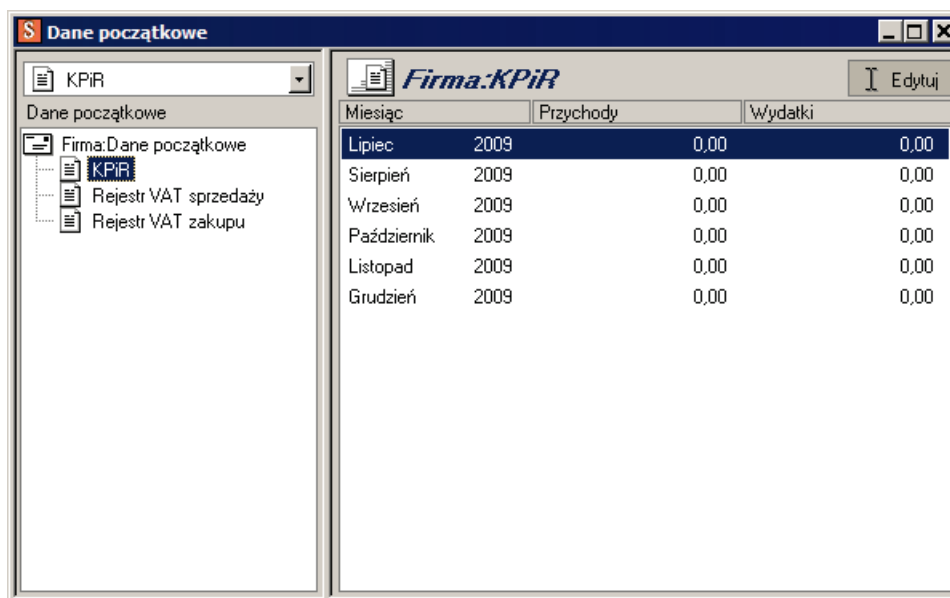 S Dane początkowe
KPiR
Dane początkowe
Firma:Dane początkowe
KPiR
Rejestr VAT sprzedaży
Rejestr VAT zakupu
Firma:KPiR
Edytuj
Miesiąc Przychody Wydatki
Lipiec 2009 0,00 0,00
Sierpień 2009 0,00 0,00
Wrzesień 2009 0,00 0,00
Październik 2009 0,00 0,00
Listopad 2009 0,00 0,00
Grudzień 2009 0,00 0,00